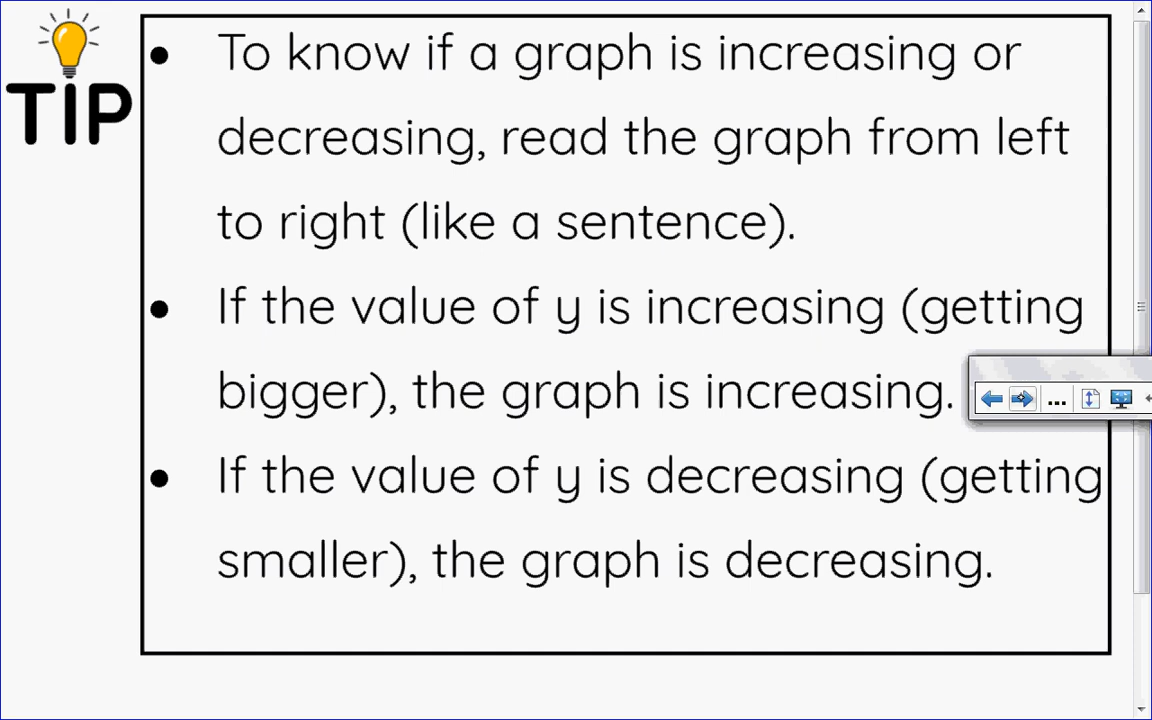 TIP
• To know if a graph is increasing or
decreasing, read the graph from left
to right (like a sentence).
• If the value of y is increasing (getting
bigger), the graph is increasing.
• If the value of y is decreasing (getting
smaller), the graph is decreasing.
...